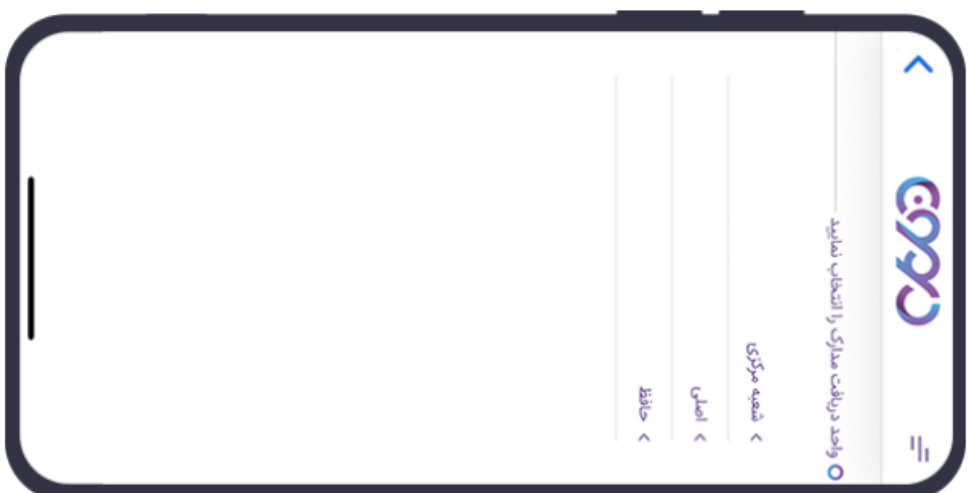 واحد دریافت مدارک را انتخاب نمایید
شعبه مرکزی
اصلی
حافظ